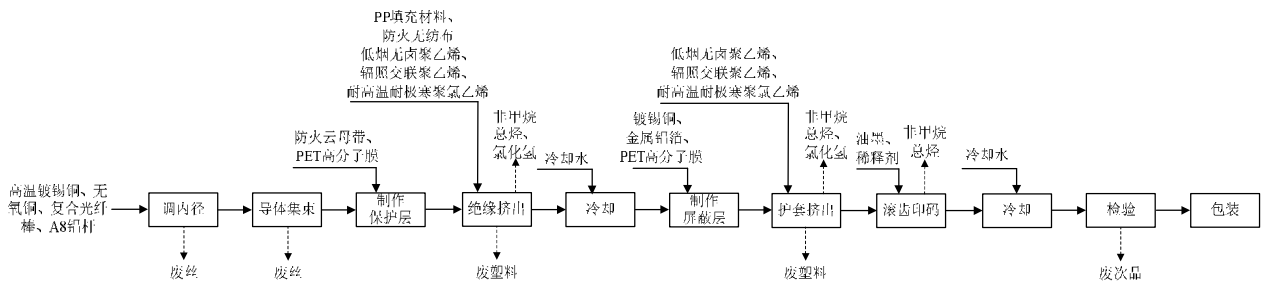 PP填充材料、
防火无纺布
低烟无卤聚乙烯、
辐照交联聚乙烯、
耐高温耐极寒聚氯乙烯
低烟无卤聚乙烯、
辐照交联聚乙烯、
耐高温耐极寒聚氯乙烯
防火云母带、
PET高分子膜
非甲烷
总烃、
氯化氢
冷却水
镀锡铜、
金属铝箔、
PET高分子膜
非甲烷
总烃、
氯化氢
油墨、
稀释剂
非甲烷
总烃
冷却水
高温镀锡铜、无
氧铜、复合光纤
棒、A8铝杆
调内径
导体集束
制作
保护层
绝缘挤出
冷却
制作
屏蔽层
护套挤出
滚齿印码
冷却
检验
包装
废丝
废丝
废塑料
废塑料
废次品